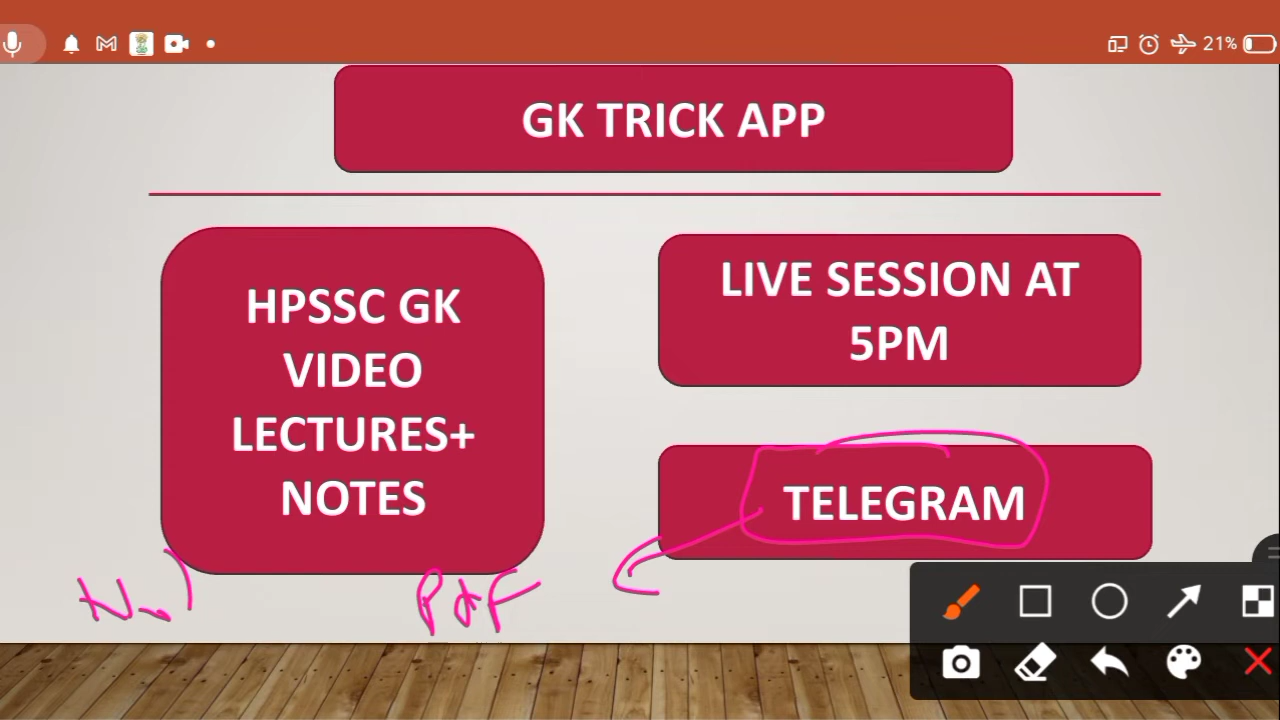 21%
GK TRICK APP
HPSSC GK
VIDEO
LECTURES+
NOTES
LIVE SESSION AT
5PM
TELEGRAM
PdF